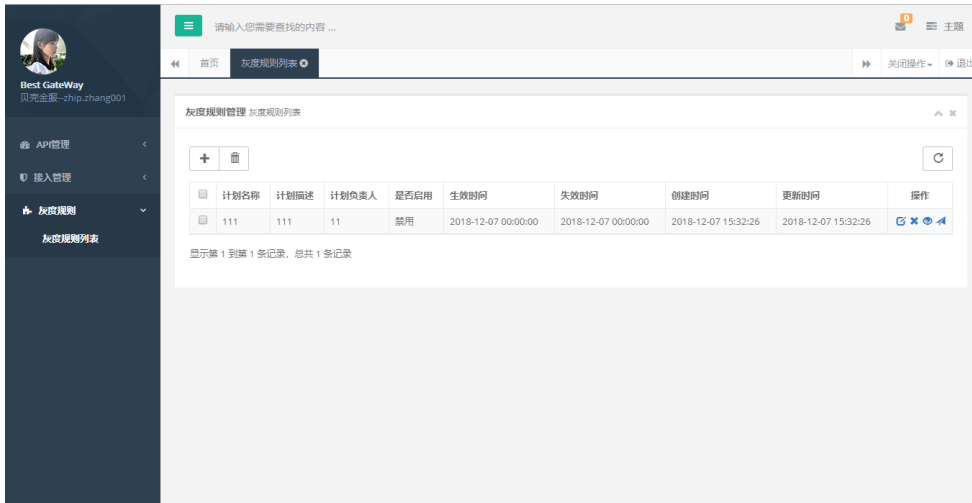 请输入您需要查找的内容 ...
0
主题
首页
灰度规则列表
关闭操作
退出
Best GateWay
贝壳金服--zhip.zhang001
API管理
接入管理
灰度规则
灰度规则列表
灰度规则管理 灰度规则列表
计划名称 计划描述 计划负责人 是否启用 生效时间 失效时间 创建时间 更新时间 操作
111 111 11 禁用 2018-12-07 00:00:00 2018-12-07 00:00:00 2018-12-07 15:32:26 2018-12-07 15:32:26
显示第 1 到第 1 条记录，总共 1 条记录